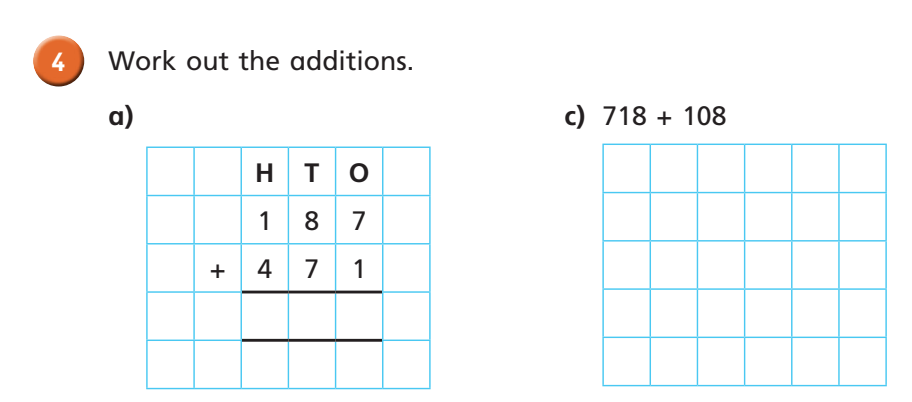 4 Work out the additions.
a)
H T O
1 8 7
+ 4 7 1
c) 718 + 108